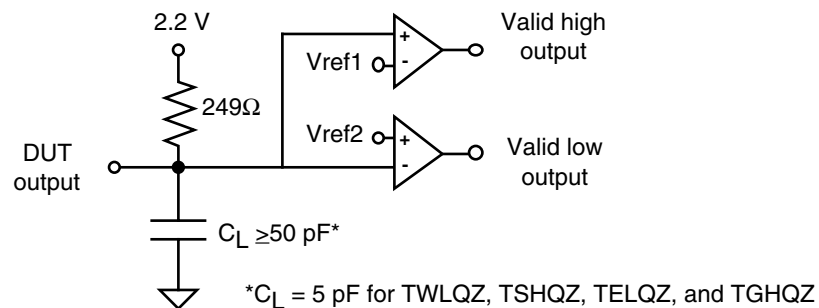 2.2 V
249Ω
DUT
output
C_L ≥50 pF*
Vref1
+
-
Valid high
output
Vref2
+
-
Valid low
output
*C_L = 5 pF for TWLQZ, TSHQZ, TELQZ, and TGHQZ